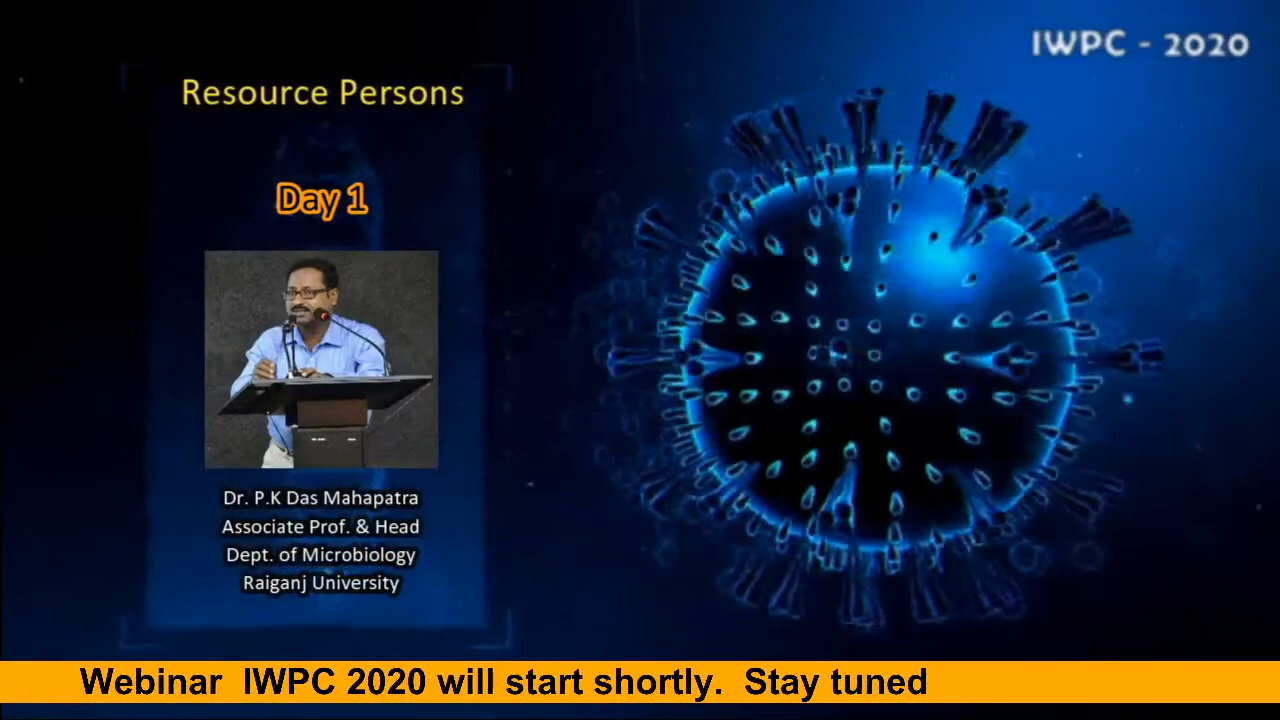 IWPC - 2020
Resource Persons
Day 1
Dr. P.K Das Mahapatra
Associate Prof. & Head
Dept. of Microbiology
Raiganj University
Webinar IWPC 2020 will start shortly. Stay tuned